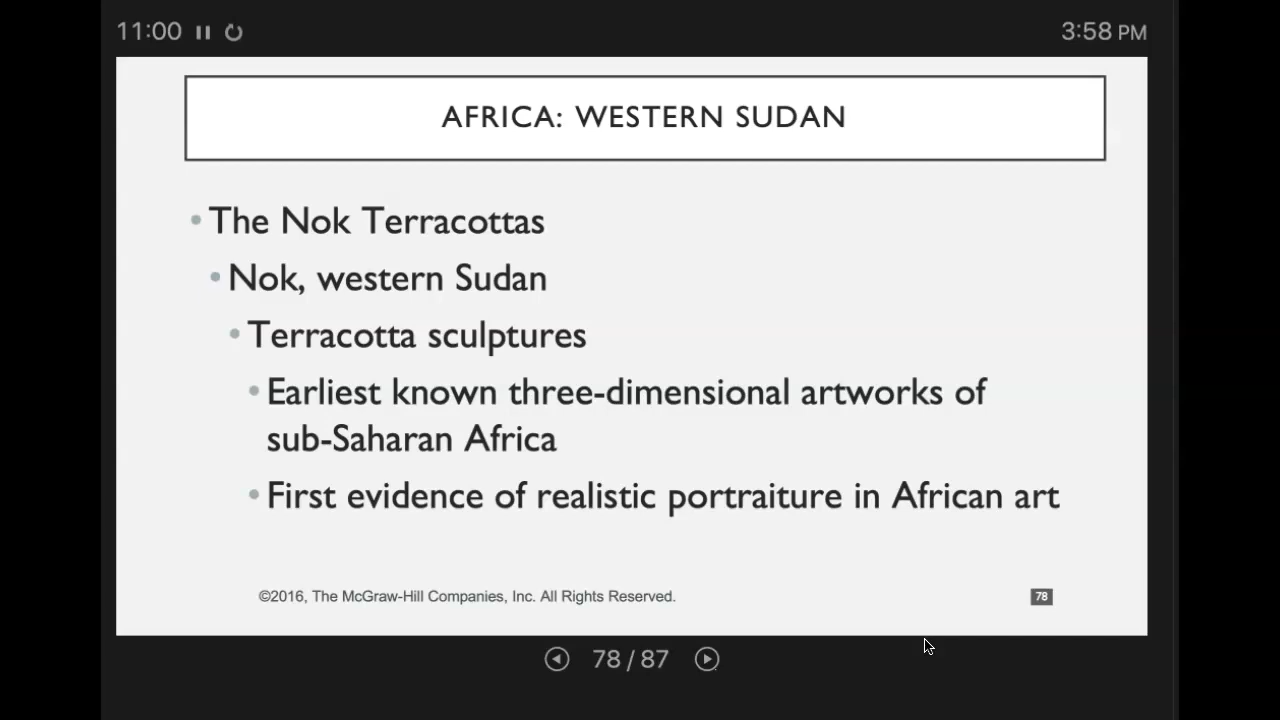 11:00
3:58 PM
AFRICA: WESTERN SUDAN
• The Nok Terracottas
• Nok, western Sudan
• Terracotta sculptures
• Earliest known three-dimensional artworks of
sub-Saharan Africa
• First evidence of realistic portraiture in African art
©2016, The McGraw-Hill Companies, Inc. All Rights Reserved.
78
78 / 87